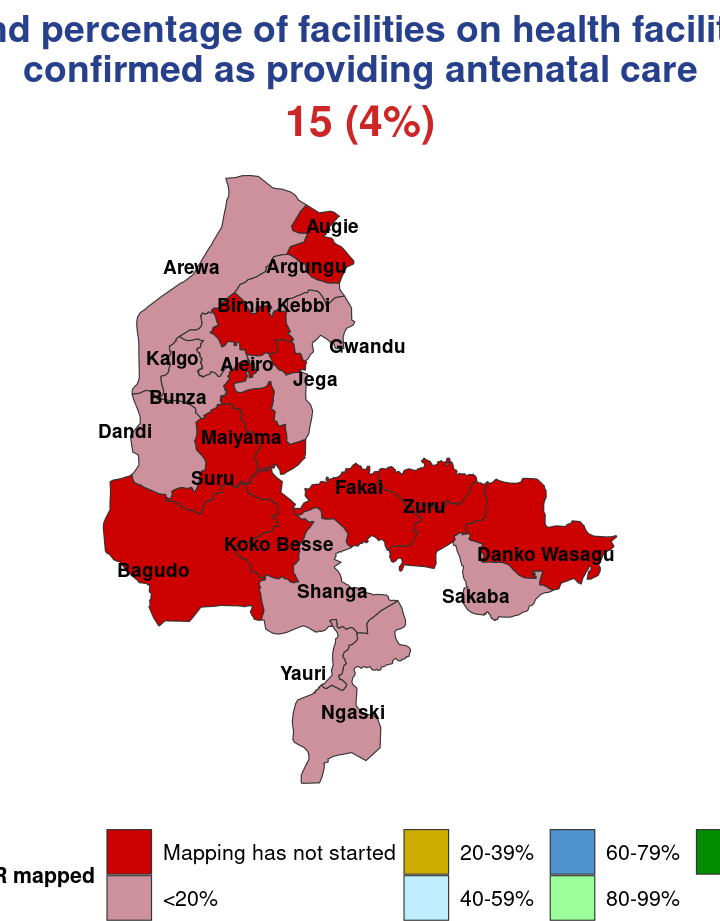 percentage of facilities on health
confirmed as providing antenatal care
15 (4%)
Augie
Arewa
Argungu
Birnin Kebbi
Gwandu
Kalgo
Aleiro
Jega
Bunza
Dandi
Maiyama
Suru
Fakai
Zuru
Koko Besse
Danko Wasagu
Bagudo
Shanga
Sakaba
Yauri
Ngaski
Mapping has not started
20-39%
60-79%
mapped
<20%
40-59%
80-99%